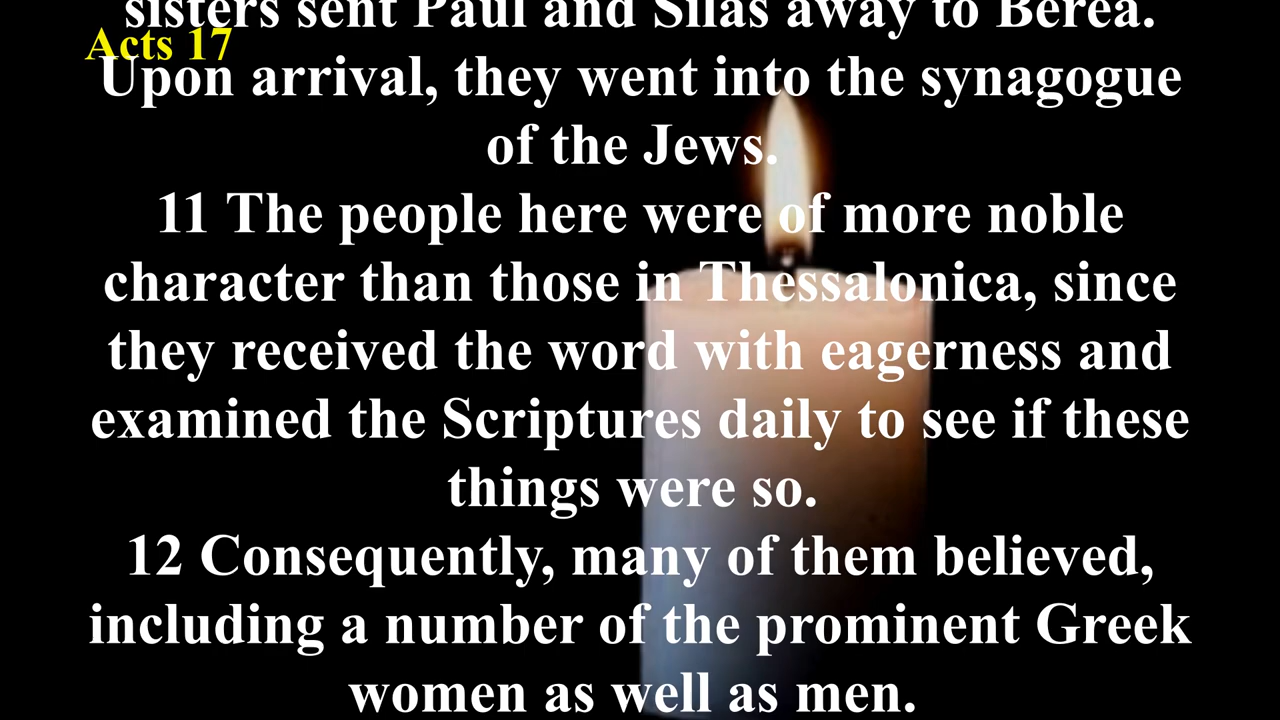 sisters sent Paul and Silas away to Berea.
Acts 17
Upon arrival, they went into the synagogue
of the Jews.
11 The people here were of more noble
character than those in Thessalonica, since
they received the word with eagerness and
examined the Scriptures daily to see if these
things were so.
12 Consequently, many of them believed,
including a number of the prominent Greek
women as well as men.